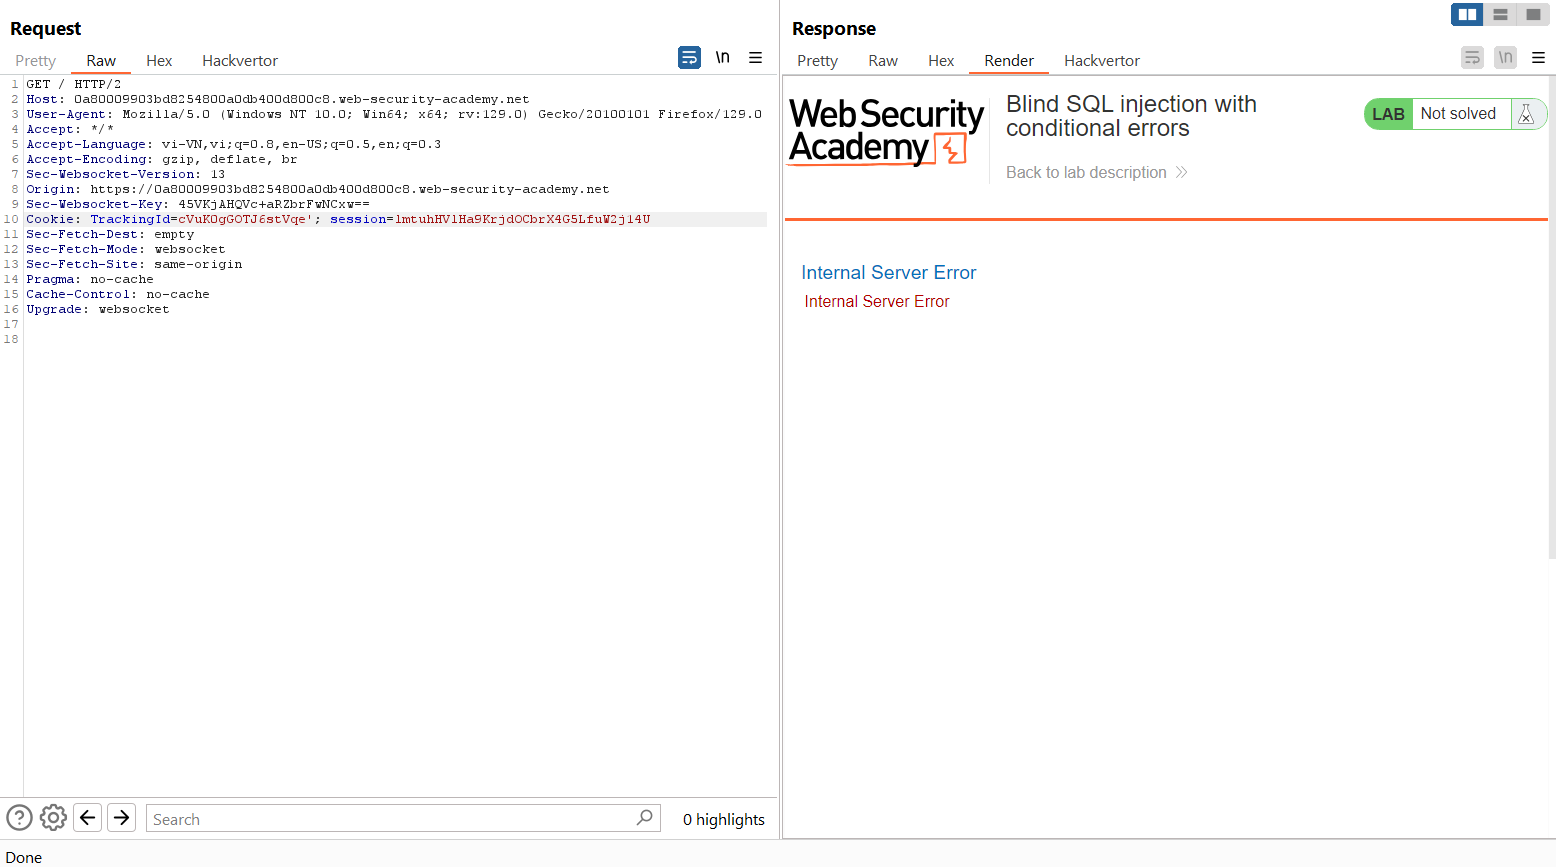 Request
Pretty Raw Hex Hackvertor \n
1 GET / HTTP/2
2 Host: 0a80009903bd8254800a0db400d800c8.web-security-academy.net
3 User-Agent: Mozilla/5.0 (Windows NT 10.0; Win64; x64; rv:129.0) Gecko/20100101 Firefox/129.0
4 Accept: */*
5 Accept-Language: vi-VN,vi;q=0.8,en-US;q=0.5,en;q=0.3
6 Accept-Encoding: gzip, deflate, br
7 Sec-Websocket-Version: 13
8 Origin: https://0a80009903bd8254800a0db400d800c8.web-security-academy.net
9 Sec-Websocket-Key: 45VKjAHQVc+aRZbrFwNCxw==
10 Cookie: TrackingId=cVuK0gGOTJ6stVqe'; session=lmtuhHVlHa9KrjdOCbrX4G5LfuW2jl4U
11 Sec-Fetch-Dest: empty
12 Sec-Fetch-Mode: websocket
13 Sec-Fetch-Site: same-origin
14 Pragma: no-cache
15 Cache-Control: no-cache
16 Upgrade: websocket
17
18
Search 0 highlights
Done
Response
Pretty Raw Hex Render Hackvertor \n
WebSecurity
Academy
Blind SQL injection with
conditional errors
Back to lab description
LAB Not solved
Internal Server Error
Internal Server Error